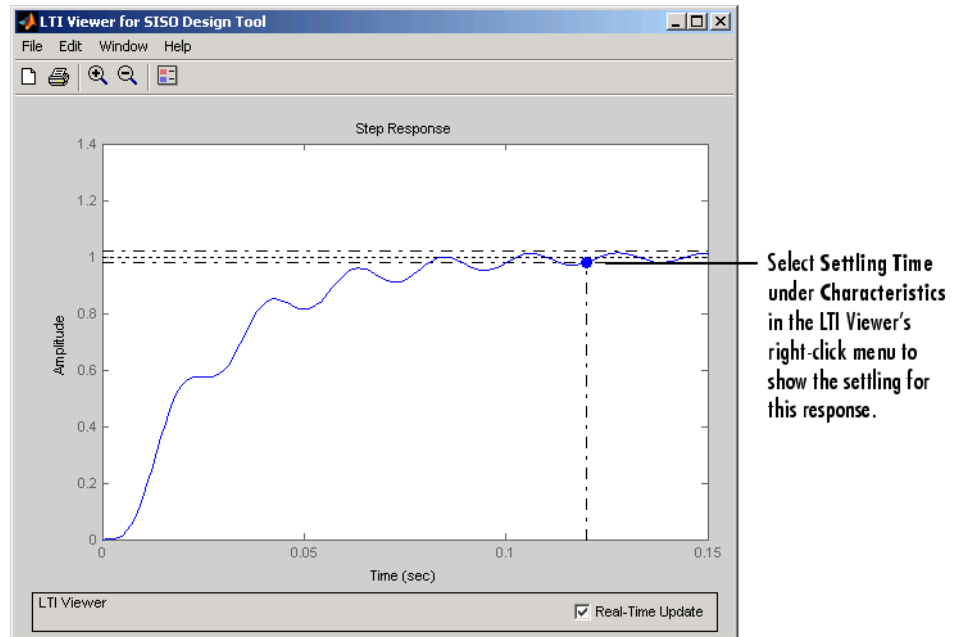 LTI Viewer for SISO Design Tool
File Edit Window Help
Step Response
1.4
1.2
1
0.8
0.6
0.4
0.2
0
Amplitude
0 0.05 0.1 0.15
Time (sec)
Select Settling Time
under Characteristics
in the LTI Viewer's
right-click menu to
show the settling for
this response.
LTI Viewer
Real-Time Update